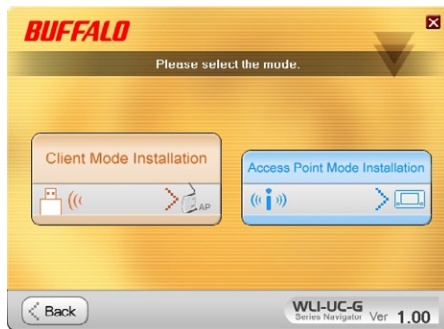 BUFFALO
Please select the mode.
Client Mode Installation
Access Point Mode Installation
AP
Back
WLI-UC-G
Series Navigator Ver 1.00